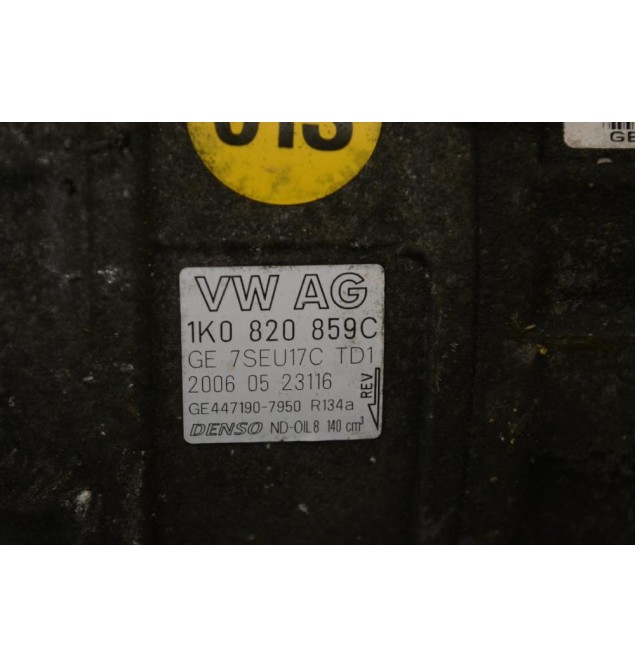 GE
VW AG
1K0 820 859C
GE 7SEU17C TD1
2006 05 23116
REV
GE447190-7950 R134a
DENSO ND-OIL8 140 cm³